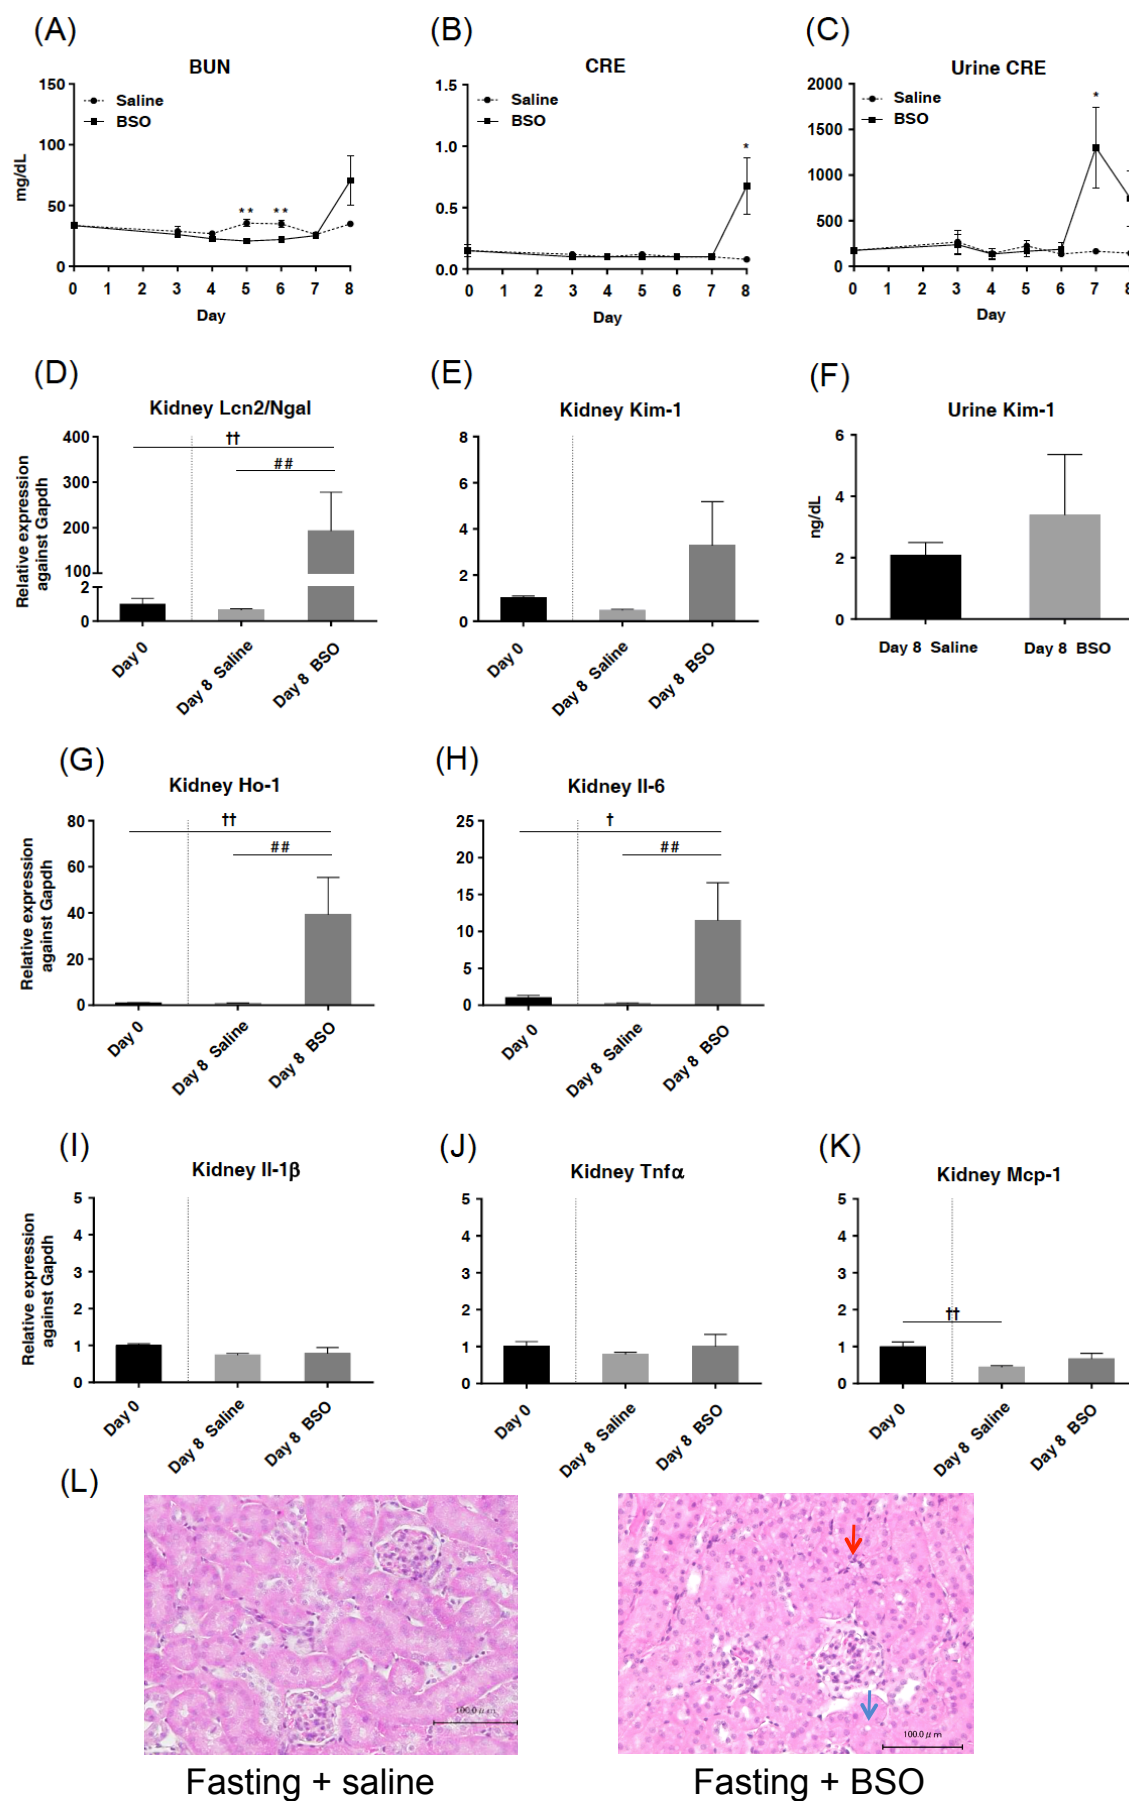 (A)
BUN
150
100
50
0
mg/dL
Saline
BSO
**
**
0 1 2 3 4 5 6 7 8
Day
(B)
CRE
1.5
1.0
0.5
0.0
Saline
BSO
*
0 1 2 3 4 5 6 7 8
Day
(C)
Urine CRE
2000
1500
1000
500
0
Saline
BSO
*
0 1 2 3 4 5 6 7 8
Day
(D)
Kidney Lcn2/Ngal
Relative expression
against Gapdh
400
300
200
100
2
0
††
##
Day 0
Day 8 Saline
Day 8 BSO
(E)
Kidney Kim-1
8
6
4
2
0
Day 0
Day 8 Saline
Day 8 BSO
(F)
Urine Kim-1
ng/dL
6
4
2
0
Day 8 Saline
Day 8 BSO
(G)
Kidney Ho-1
Relative expression
against Gapdh
80
60
40
20
0
††
##
Day 0
Day 8 Saline
Day 8 BSO
(H)
Kidney Il-6
25
20
15
10
5
0
†
##
Day 0
Day 8 Saline
Day 8 BSO
(I)
Kidney Il-1β
Relative expression
against Gapdh
5
4
3
2
1
0
Day 0
Day 8 Saline
Day 8 BSO
(J)
Kidney Tnfα
5
4
3
2
1
0
Day 0
Day 8 Saline
Day 8 BSO
(K)
Kidney Mcp-1
5
4
3
2
1
0
††
Day 0
Day 8 Saline
Day 8 BSO
(L)
100.0 μm
100.0 μm
Fasting + saline
Fasting + BSO